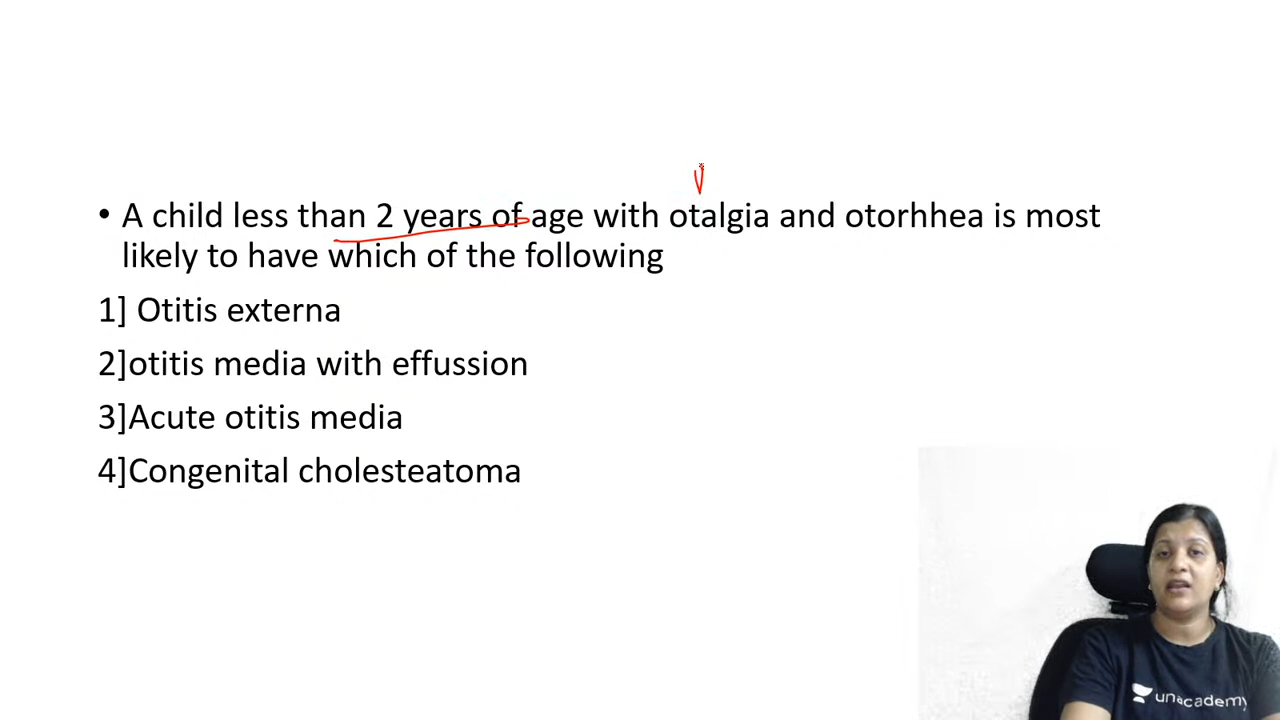 • A child less than 2 years of age with otalgia and otorhhea is most
likely to have which of the following
1] Otitis externa
2]otitis media with effussion
3]Acute otitis media
4]Congenital cholesteatoma
unacademy